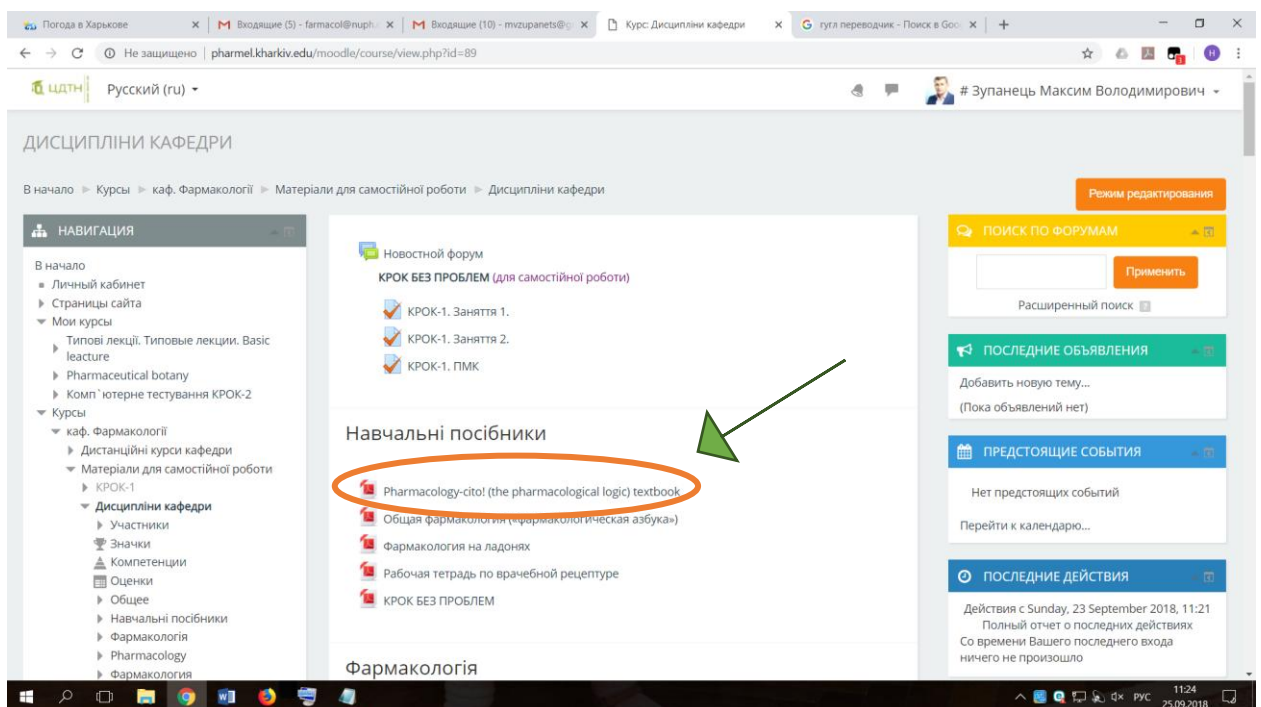 Погода в Харькове
Входящие (5) - farmacol@nuph.
Входящие (10) - mvzupanets@g
Курс: Дисципліни кафедри
гугл переводчик - Поиск в Goo
Не защищено | pharmel.kharkiv.edu/moodle/course/view.php?id=89
ЦДТН
Русский (ru)
# Зупанець Максим Володимирович
ДИСЦИПЛІНИ КАФЕДРИ
В начало
Курсы
каф. Фармакології
Матеріали для самостійної роботи
Дисципліни кафедри
Режим редактирования
НАВИГАЦИЯ
В начало
Личный кабинет
Страницы сайта
Мои курсы
Типові лекції. Типовые лекции. Basic
leacture
Pharmaceutical botany
Комп`ютерне тестування КРОК-2
Курсы
каф. Фармакології
Дистанційні курси кафедри
Матеріали для самостійної роботи
КРОК-1
Дисципліни кафедри
Участники
Значки
Компетенции
Оценки
Общее
Навчальні посібники
Фармакологія
Pharmacology
Фармакология
Новостной форум
КРОК БЕЗ ПРОБЛЕМ (для самостійної роботи)
КРОК-1. Заняття 1.
КРОК-1. Заняття 2.
КРОК-1. ПМК
Навчальні посібники
Pharmacology-cito! (the pharmacological logic) textbook
Общая фармакология («фармакологическая азбука»)
Фармакология на ладонях
Рабочая тетрадь по врачебной рецептуре
КРОК БЕЗ ПРОБЛЕМ
Фармакологія
ПОИСК ПО ФОРУМАМ
Применить
Расширенный поиск
ПОСЛЕДНИЕ ОБЪЯВЛЕНИЯ
Добавить новую тему...
(Пока объявлений нет)
ПРЕДСТОЯЩИЕ СОБЫТИЯ
Нет предстоящих событий
Перейти к календарю...
ПОСЛЕДНИЕ ДЕЙСТВИЯ
Действия с Sunday, 23 September 2018, 11:21
Полный отчет о последних действиях
Со времени Вашего последнего входа
ничего не произошло
РУС
11:24
25.09.2018